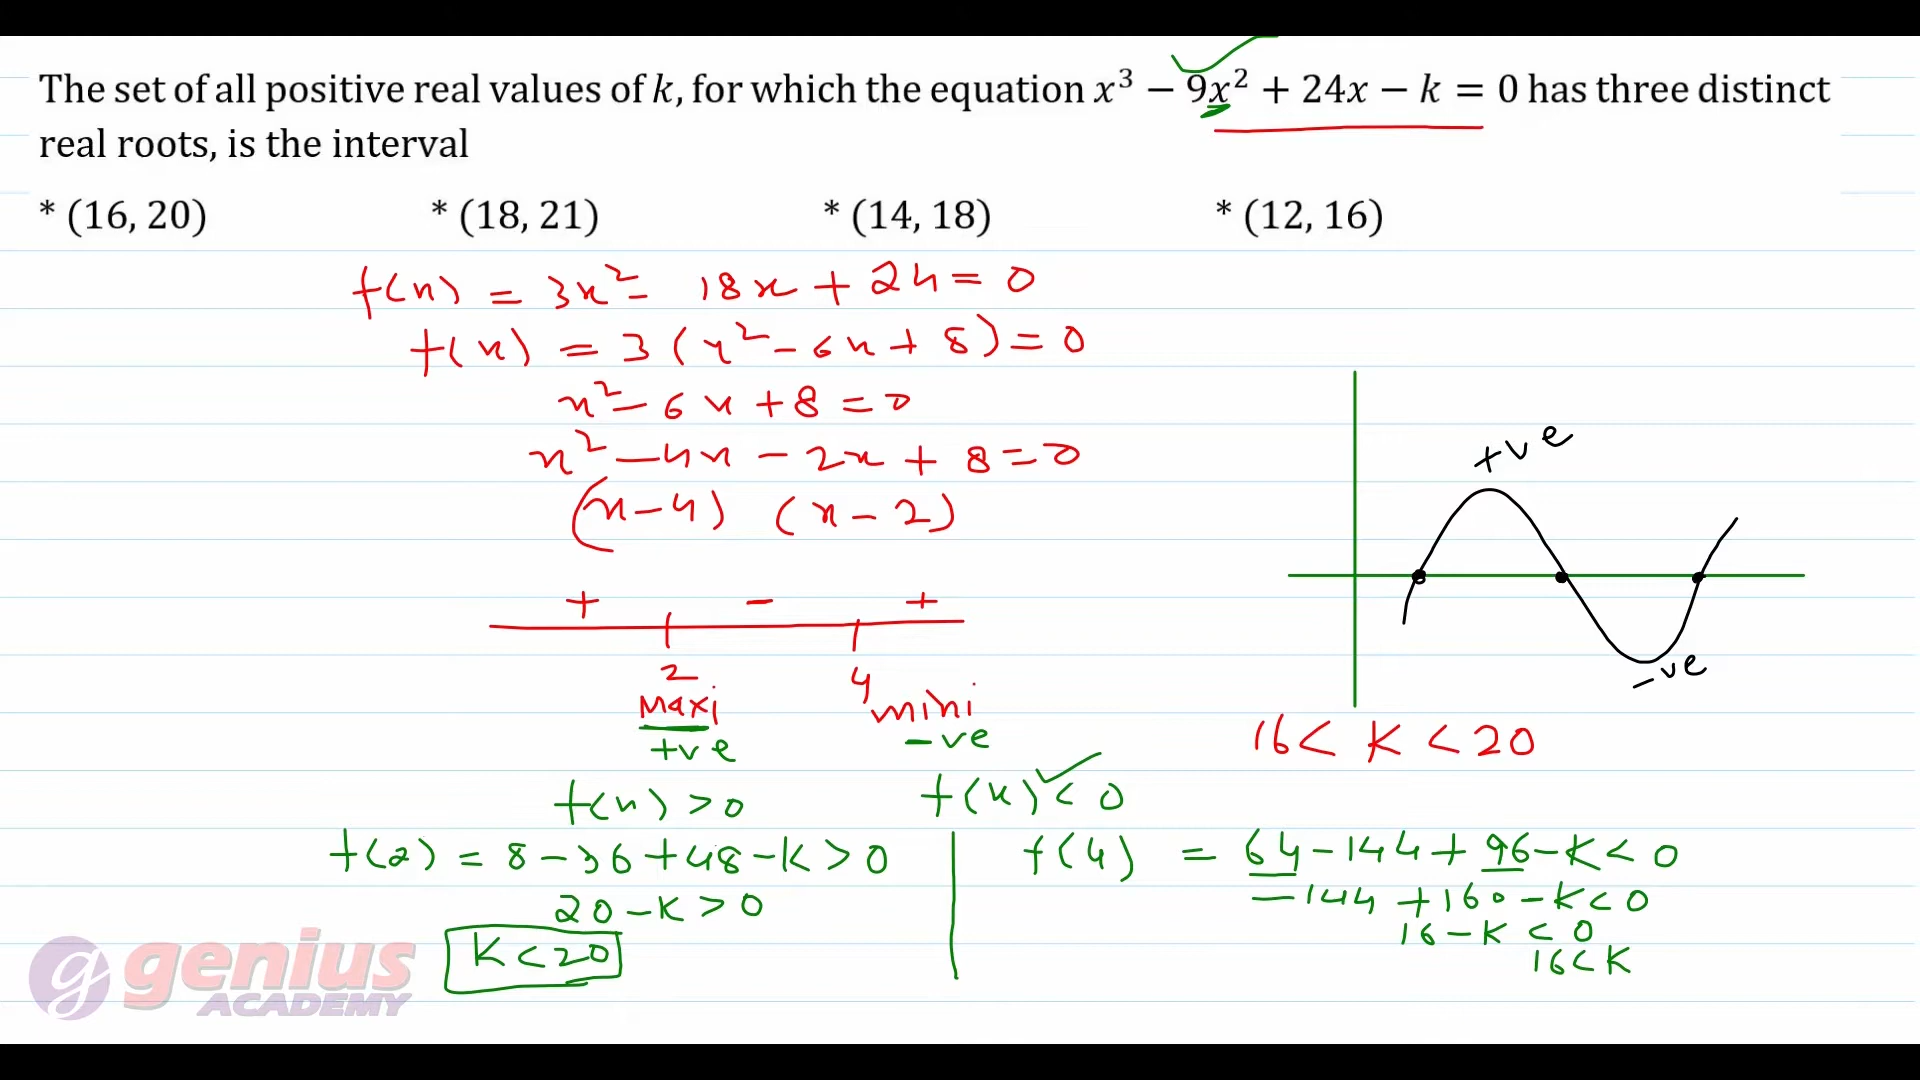 The set of all positive real values of k, for which the equation x³ − 9x² + 24x − k = 0 has three distinct
real roots, is the interval
* (16, 20) * (18, 21) * (14, 18) * (12, 16)
f(x) = 3x² - 18x + 24 = 0
f(x) = 3(x² - 6x + 8) = 0
x² - 6x + 8 = 0
x² - 4x - 2x + 8 = 0
(x - 4) (x - 2)
+ - +
2 4
Maxi mini
+ve -ve
f(x) > 0 f(x) < 0
f(2) = 8 - 36 + 48 - k > 0
20 - k > 0
k < 20
f(4) = 64 - 144 + 96 - k < 0
- 144 + 160 - k < 0
16 - k < 0
16 < k
+ve
-ve
16 < k < 20
genius
ACADEMY